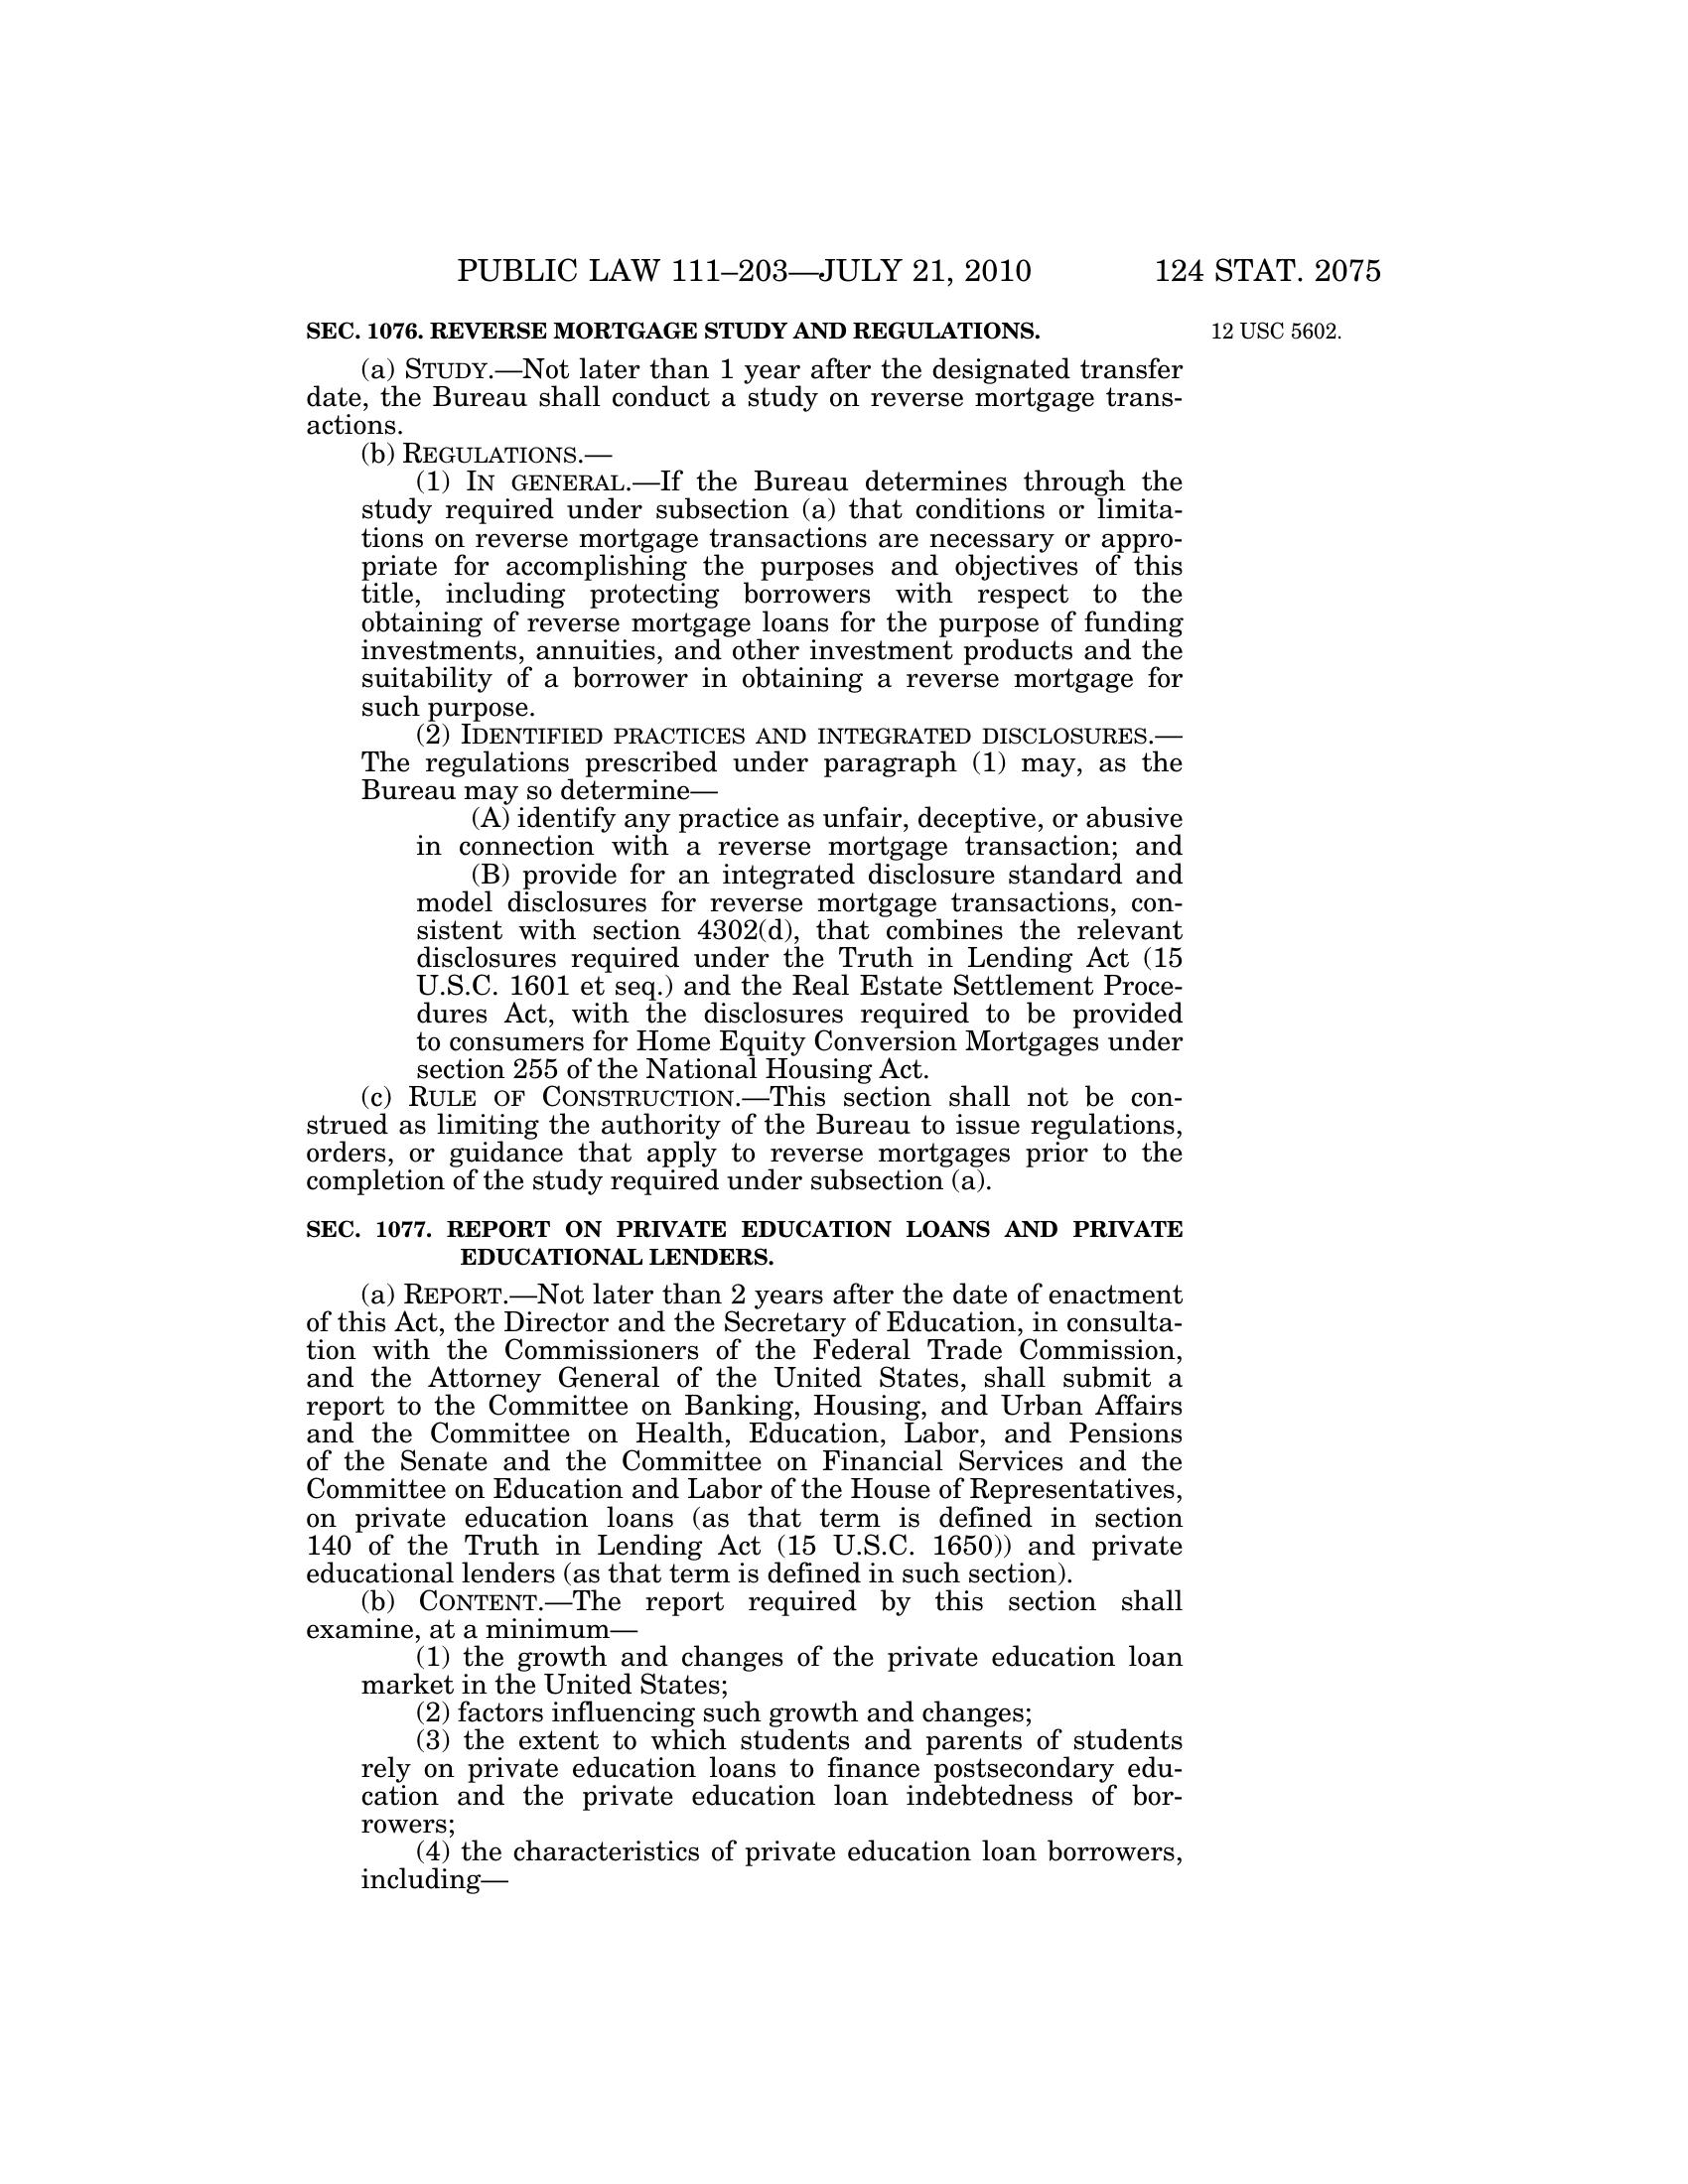 PUBLIC LAW 111–203—JULY 21, 2010 124 STAT. 2075
SEC. 1076. REVERSE MORTGAGE STUDY AND REGULATIONS. 12 USC 5602.
(a) STUDY.—Not later than 1 year after the designated transfer
date, the Bureau shall conduct a study on reverse mortgage trans-
actions.
(b) REGULATIONS.—
(1) IN GENERAL.—If the Bureau determines through the
study required under subsection (a) that conditions or limita-
tions on reverse mortgage transactions are necessary or appro-
priate for accomplishing the purposes and objectives of this
title, including protecting borrowers with respect to the
obtaining of reverse mortgage loans for the purpose of funding
investments, annuities, and other investment products and the
suitability of a borrower in obtaining a reverse mortgage for
such purpose.
(2) IDENTIFIED PRACTICES AND INTEGRATED DISCLOSURES.—
The regulations prescribed under paragraph (1) may, as the
Bureau may so determine—
(A) identify any practice as unfair, deceptive, or abusive
in connection with a reverse mortgage transaction; and
(B) provide for an integrated disclosure standard and
model disclosures for reverse mortgage transactions, con-
sistent with section 4302(d), that combines the relevant
disclosures required under the Truth in Lending Act (15
U.S.C. 1601 et seq.) and the Real Estate Settlement Proce-
dures Act, with the disclosures required to be provided
to consumers for Home Equity Conversion Mortgages under
section 255 of the National Housing Act.
(c) RULE OF CONSTRUCTION.—This section shall not be con-
strued as limiting the authority of the Bureau to issue regulations,
orders, or guidance that apply to reverse mortgages prior to the
completion of the study required under subsection (a).
SEC. 1077. REPORT ON PRIVATE EDUCATION LOANS AND PRIVATE
EDUCATIONAL LENDERS.
(a) REPORT.—Not later than 2 years after the date of enactment
of this Act, the Director and the Secretary of Education, in consulta-
tion with the Commissioners of the Federal Trade Commission,
and the Attorney General of the United States, shall submit a
report to the Committee on Banking, Housing, and Urban Affairs
and the Committee on Health, Education, Labor, and Pensions
of the Senate and the Committee on Financial Services and the
Committee on Education and Labor of the House of Representatives,
on private education loans (as that term is defined in section
140 of the Truth in Lending Act (15 U.S.C. 1650)) and private
educational lenders (as that term is defined in such section).
(b) CONTENT.—The report required by this section shall
examine, at a minimum—
(1) the growth and changes of the private education loan
market in the United States;
(2) factors influencing such growth and changes;
(3) the extent to which students and parents of students
rely on private education loans to finance postsecondary edu-
cation and the private education loan indebtedness of bor-
rowers;
(4) the characteristics of private education loan borrowers,
including—